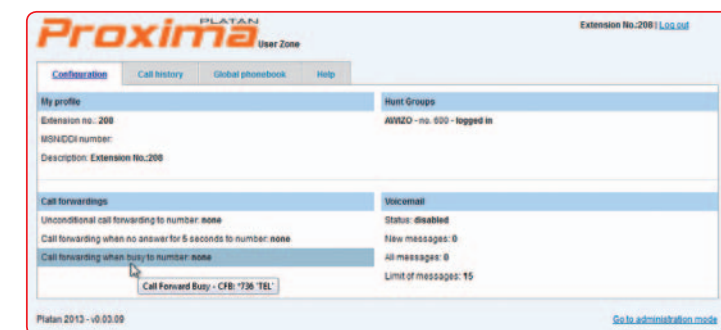 PLATAN
Proxima User Zone
Extension No.:208 | Log out
Configuration Call history Global phonebook Help
My profile
Extension no.: 208
MSN/DDI number:
Description: Extension No.:208
Hunt Groups
AWIZO - no. 600 - logged in
Call forwardings
Unconditional call forwarding to number: none
Call forwarding when no answer for 5 seconds to number: none
Call forwarding when busy to number: none
Call Forward Busy - CFB: *736 'TEL'
Voicemail
Status: disabled
New messages: 0
All messages: 0
Limit of messages: 15
Platan 2013 - v0.03.09
Go to administration mode